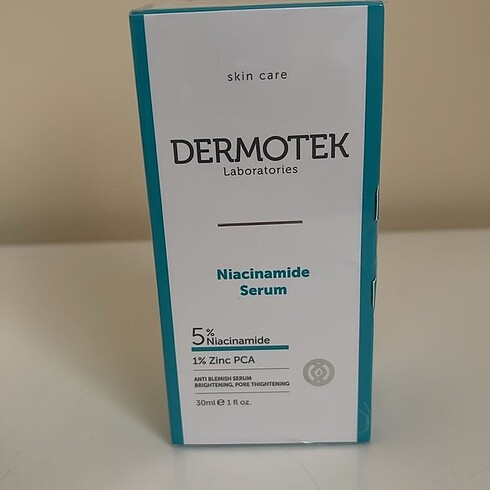 skin care
DERMOTEK
Laboratories
Niacinamide
Serum
5%
Niacinamide
1% Zinc PCA
ANTI BLEMISH SERUM
BRIGHTENING, PORE THIGHTENING
30ml ℮ 1 fl oz.